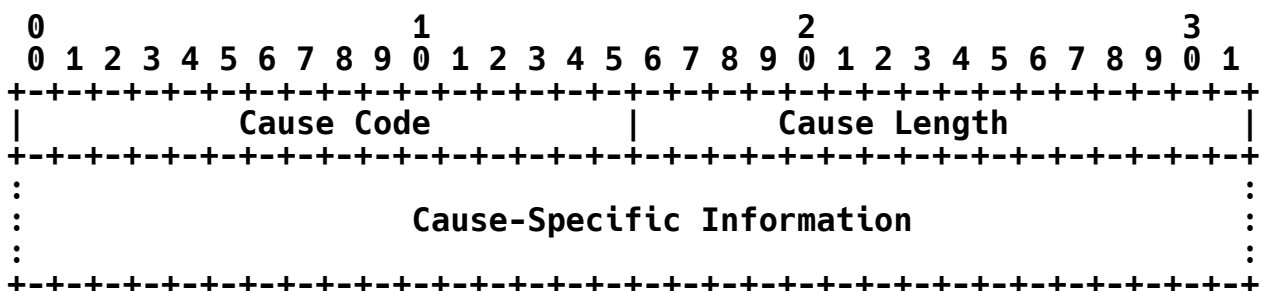 0                   1                   2                   3
 0 1 2 3 4 5 6 7 8 9 0 1 2 3 4 5 6 7 8 9 0 1 2 3 4 5 6 7 8 9 0 1
+-+-+-+-+-+-+-+-+-+-+-+-+-+-+-+-+-+-+-+-+-+-+-+-+-+-+-+-+-+-+-+-+
|           Cause Code          |       Cause Length            |
+-+-+-+-+-+-+-+-+-+-+-+-+-+-+-+-+-+-+-+-+-+-+-+-+-+-+-+-+-+-+-+-+
:                                                               :
:                    Cause-Specific Information                 :
:                                                               :
+-+-+-+-+-+-+-+-+-+-+-+-+-+-+-+-+-+-+-+-+-+-+-+-+-+-+-+-+-+-+-+-+